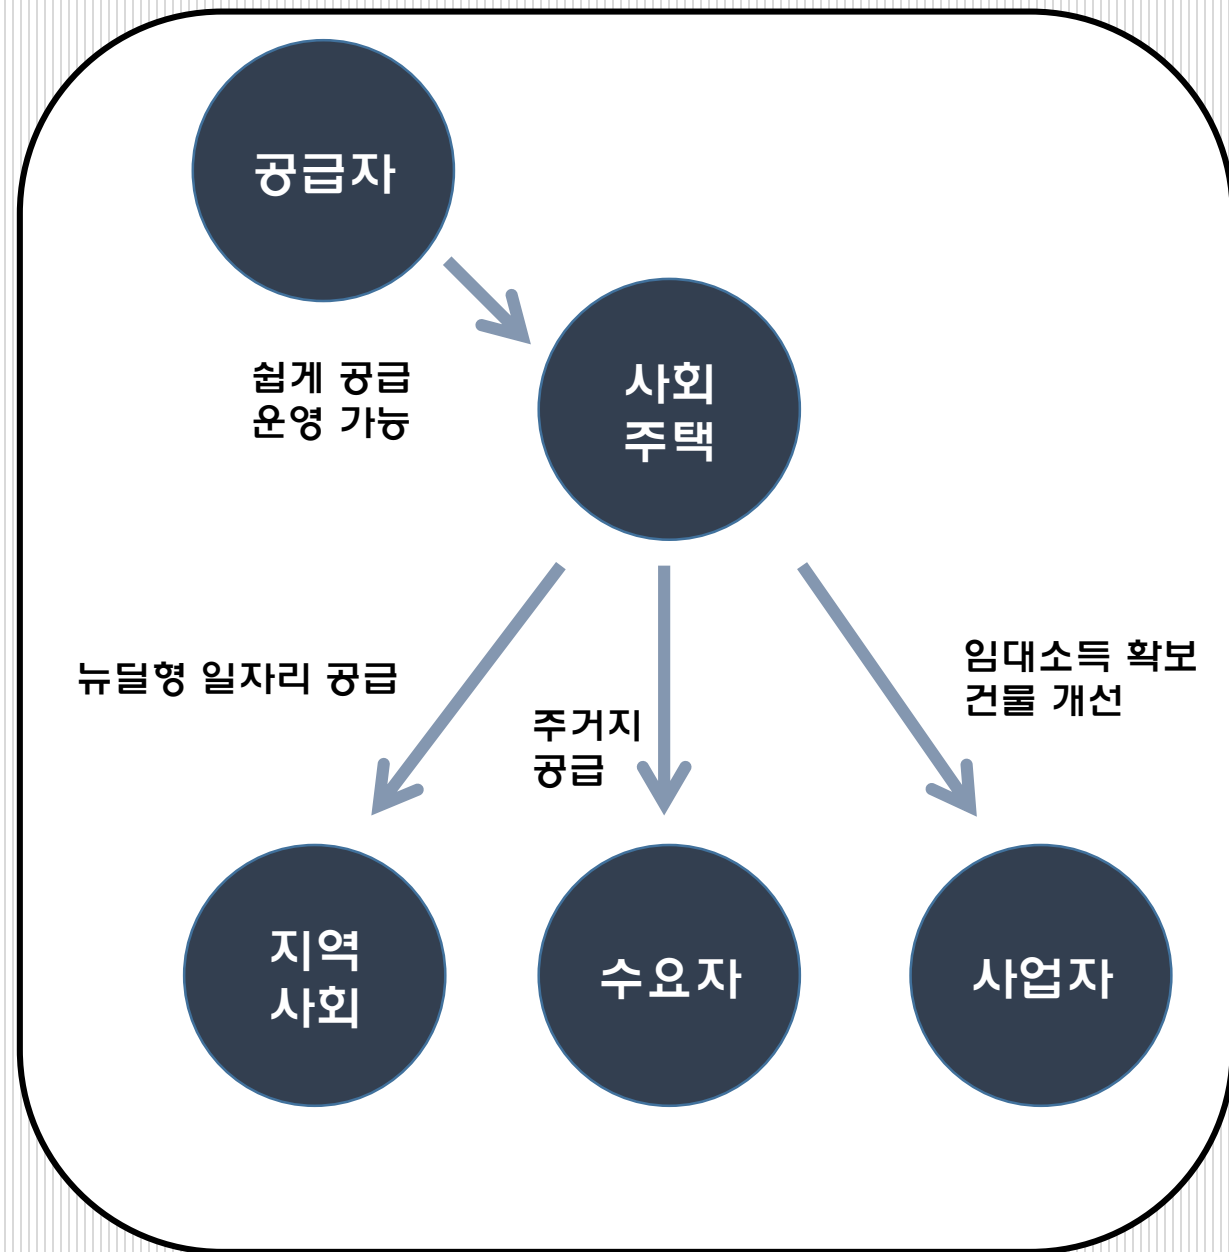 공급자
쉽게 공급
운영 가능
사회
주택
뉴딜형 일자리 공급
주거지
공급
임대소득 확보
건물 개선
지역
사회
수요자
사업자